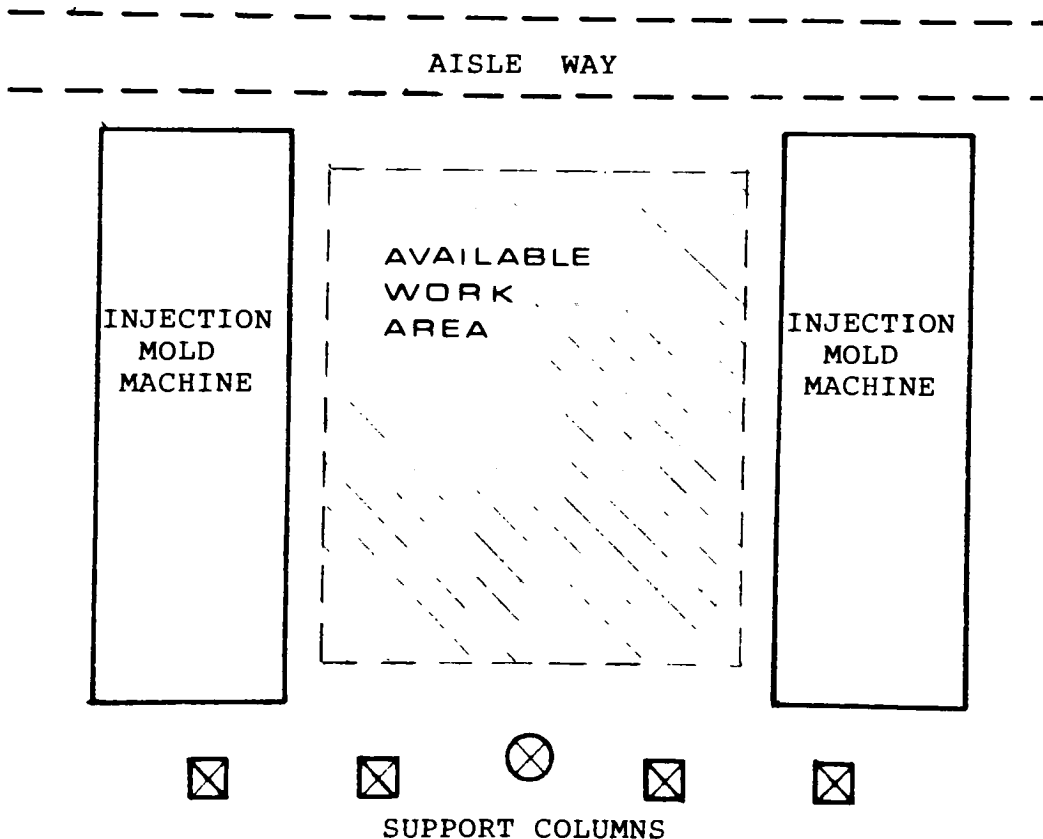 AISLE WAY
AVAILABLE
WORK
AREA
INJECTION
MOLD
MACHINE
INJECTION
MOLD
MACHINE
SUPPORT COLUMNS